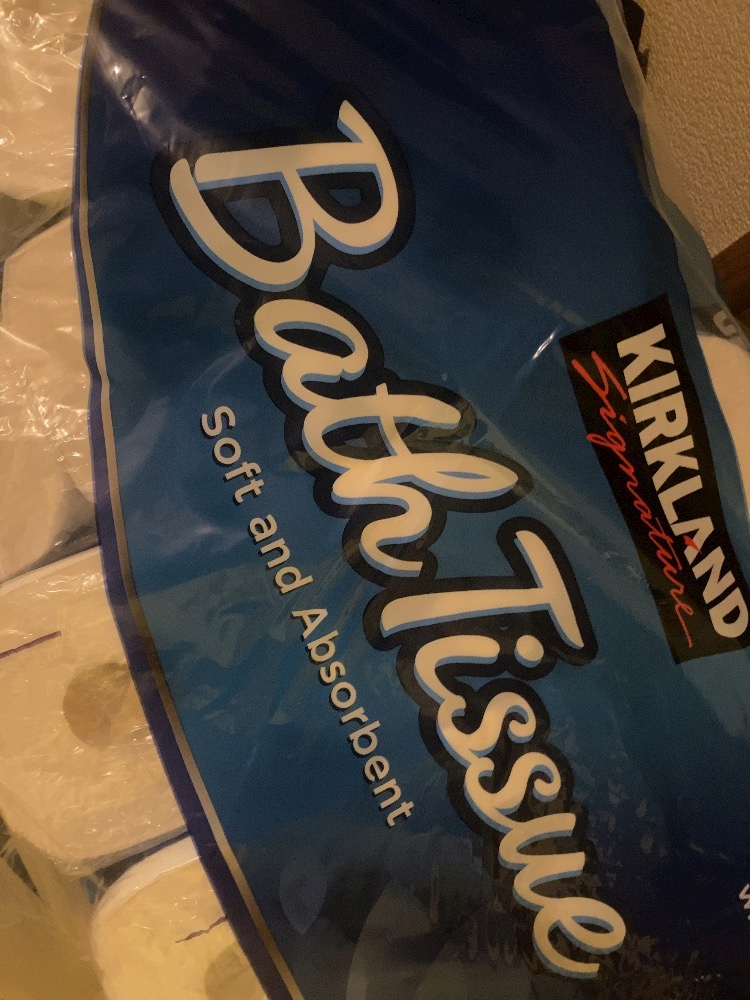 KIRKLAND
Signature
Bath Tissue
Soft and Absorbent